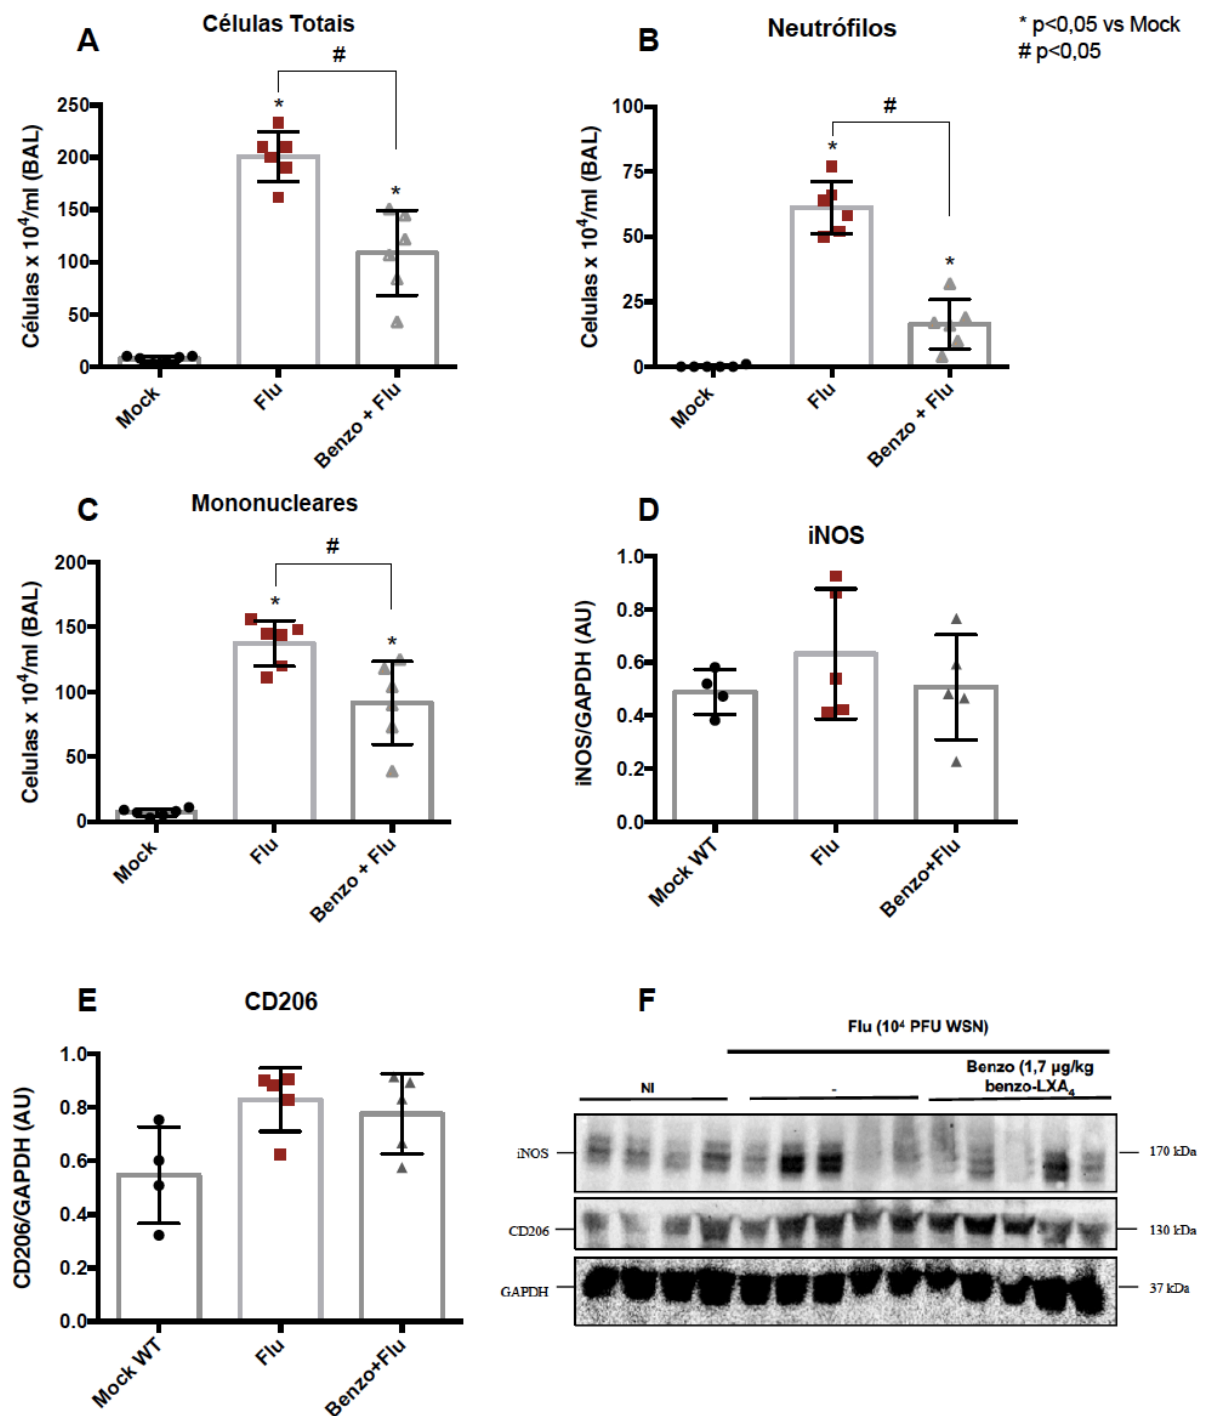 A
Células Totais
#
*
*
Células x 10⁴/ml (BAL)
250
200
150
100
50
0
Mock
Flu
Benzo + Flu
B
Neutrófilos
* p<0,05 vs Mock
# p<0,05
#
*
*
Celulas x 10⁴/ml (BAL)
100
75
50
25
0
Mock
Flu
Benzo + Flu
C
Mononucleares
#
*
*
Celulas x 10⁴/ml (BAL)
200
150
100
50
0
Mock
Flu
Benzo + Flu
D
iNOS
iNOS/GAPDH (AU)
1.0
0.8
0.6
0.4
0.2
0.0
Mock WT
Flu
Benzo+Flu
E
CD206
CD206/GAPDH (AU)
1.0
0.8
0.6
0.4
0.2
0.0
Mock WT
Flu
Benzo+Flu
F
Flu (10⁴ PFU WSN)
NI
-
Benzo (1,7 µg/kg
benzo-LXA₄
iNOS
170 kDa
CD206
130 kDa
GAPDH
37 kDa